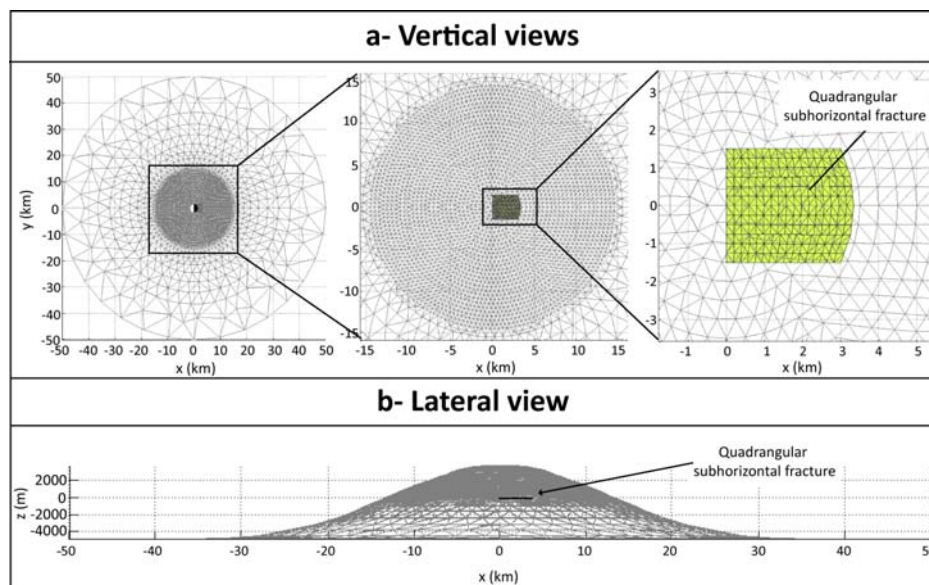 a- Vertical views
Quadrangular
subhorizontal fracture
y (km)
50
40
30
20
10
0
-10
-20
-30
-40
-50
-50 -40 -30 -20 -10 0 10 20 30 40 50
x (km)
15
10
5
0
-5
-10
-15
-15 -10 -5 0 5 10 15
x (km)
3
2
1
0
-1
-2
-3
-1 0 1 2 3 4 5
x (km)
b- Lateral view
Quadrangular
subhorizontal fracture
z (m)
2000
0
-2000
-4000
-50 -40 -30 -20 -10 0 10 20 30 40 50
x (km)